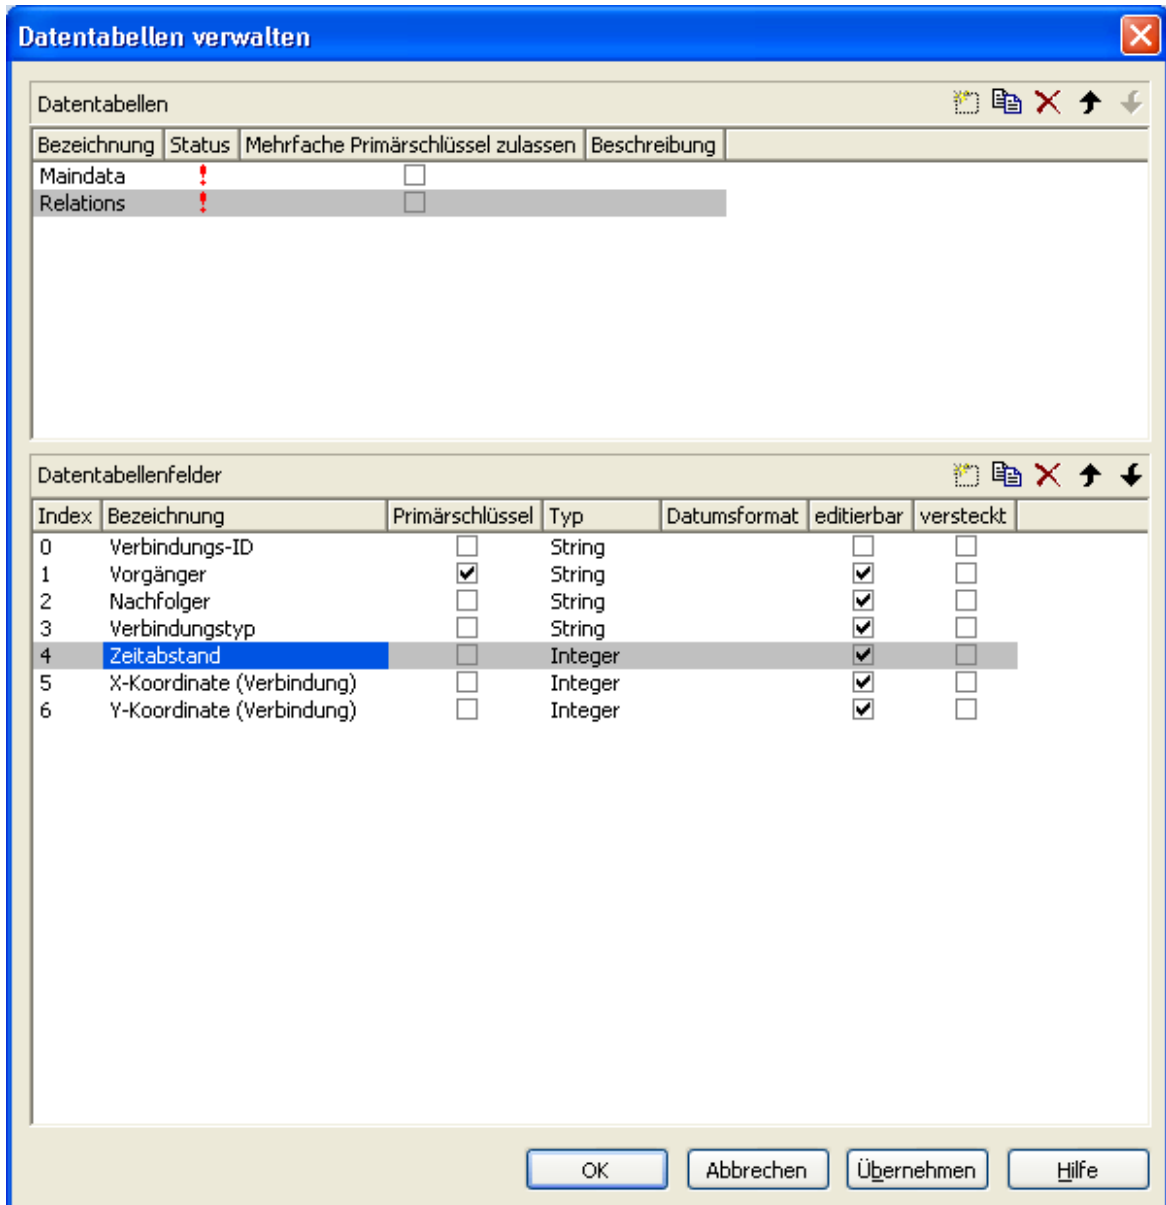 Datentabellen verwalten
Datentabellen
Bezeichnung Status Mehrfache Primärschlüssel zulassen Beschreibung
Maindata
Relations
Datentabellenfelder
Index Bezeichnung Primärschlüssel Typ Datumsformat editierbar versteckt
0 Verbindungs-ID String
1 Vorgänger String
2 Nachfolger String
3 Verbindungstyp String
4 Zeitabstand Integer
5 X-Koordinate (Verbindung) Integer
6 Y-Koordinate (Verbindung) Integer
OK Abbrechen Übernehmen Hilfe